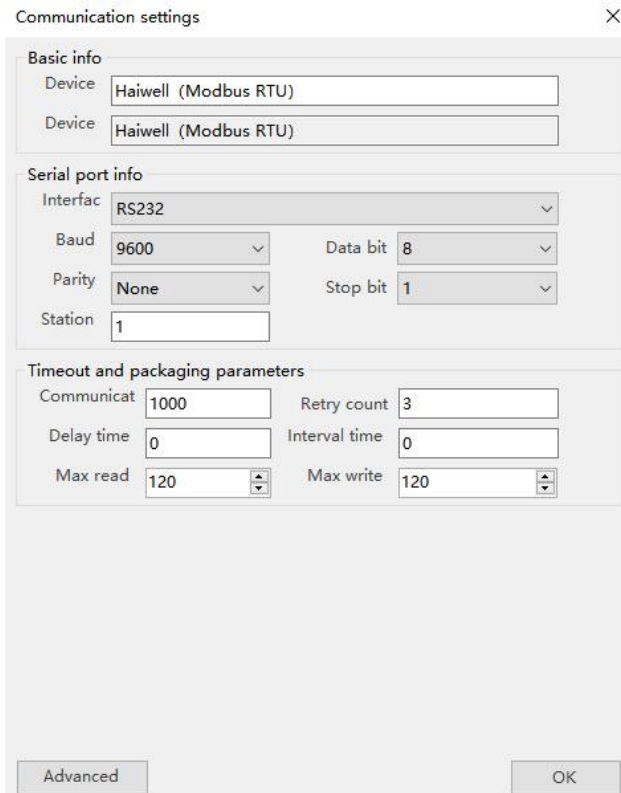 Communication settings
Basic info
Device Haiwell (Modbus RTU)
Device Haiwell (Modbus RTU)
Serial port info
Interfac RS232
Baud 9600 Data bit 8
Parity None Stop bit 1
Station 1
Timeout and packaging parameters
Communicat 1000 Retry count 3
Delay time 0 Interval time 0
Max read 120 Max write 120
Advanced OK